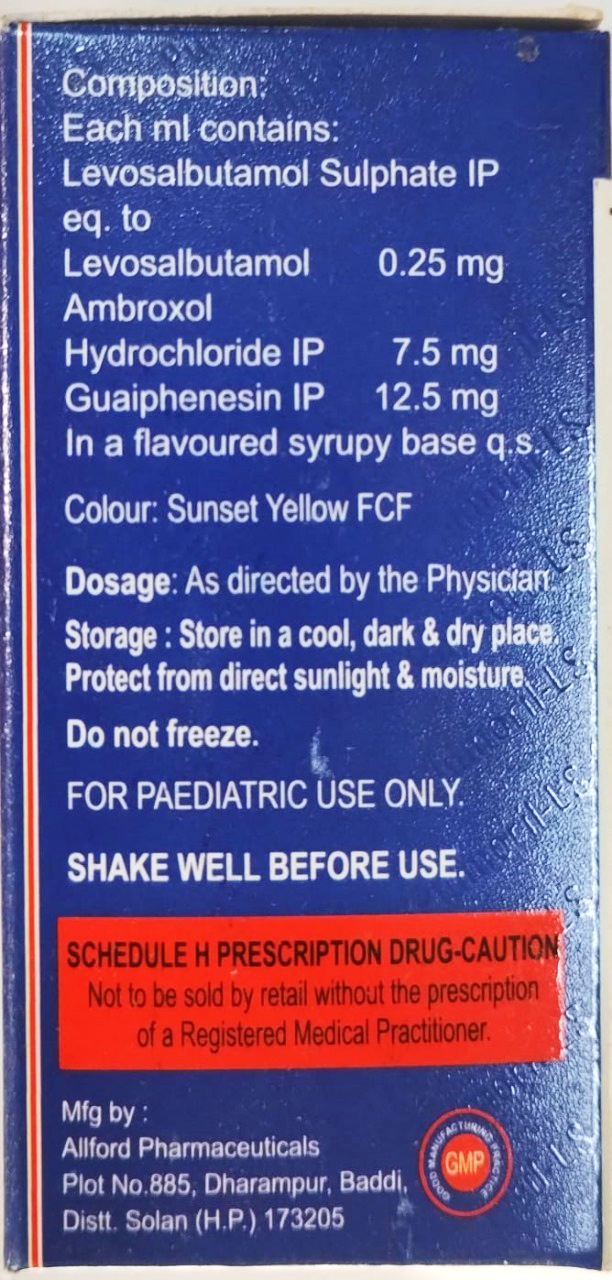 Composition:
Each ml contains:
Levosalbutamol Sulphate IP
eq. to
Levosalbutamol 0.25 mg
Ambroxol
Hydrochloride IP 7.5 mg
Guaiphenesin IP 12.5 mg
In a flavoured syrupy base q.s.
Colour: Sunset Yellow FCF
Dosage: As directed by the Physician
Storage : Store in a cool, dark & dry place.
Protect from direct sunlight & moisture.
Do not freeze.
FOR PAEDIATRIC USE ONLY.
SHAKE WELL BEFORE USE.
SCHEDULE H PRESCRIPTION DRUG-CAUTION
Not to be sold by retail without the prescription
of a Registered Medical Practitioner.
Mfg by :
Allford Pharmaceuticals
Plot No.885, Dharampur, Baddi,
Distt. Solan (H.P.) 173205
GOOD MANUFACTURING PRACTICE
GMP